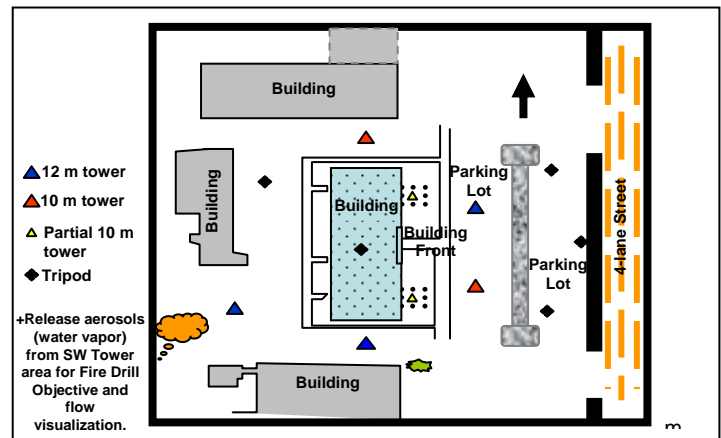 Building
12 m tower
10 m tower
Partial 10 m
tower
Tripod
+Release aerosols
(water vapor)
from SW Tower
area for Fire Drill
Objective and
flow
visualization.
Building
Building
Building
Front
Parking
Lot
Parking
Lot
4-lane Street
Building
m